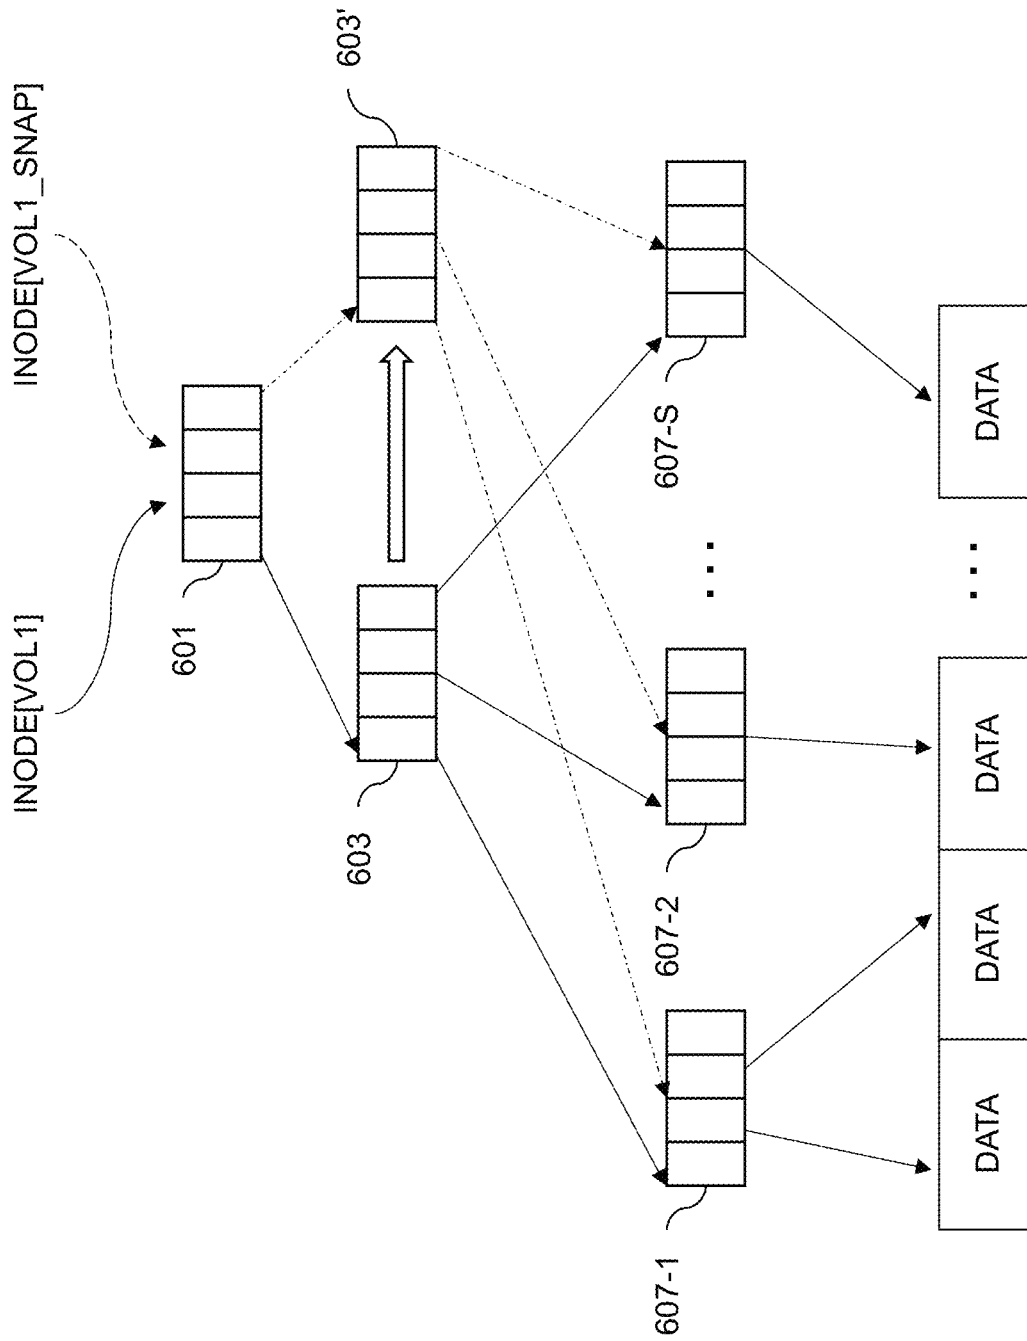 INODE[VOL1]
INODE[VOL1_SNAP]
601
603
603'
607-1
607-2
...
607-S
DATA
DATA
DATA
...
DATA